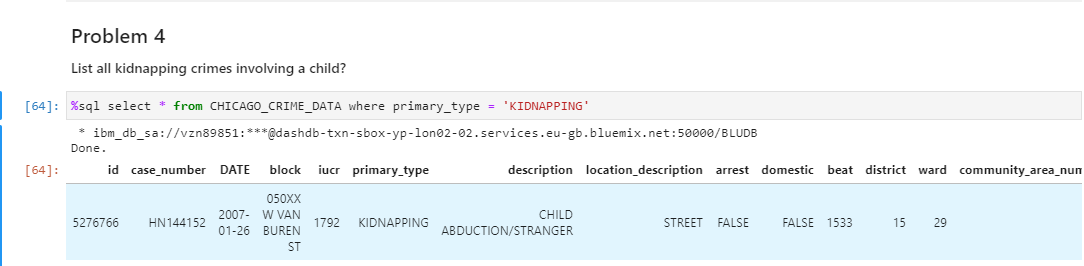 Problem 4
List all kidnapping crimes involving a child?
[64]: %sql select * from CHICAGO_CRIME_DATA where primary_type = 'KIDNAPPING'
* ibm_db_sa://vzn89851:***@dashdb-txn-sbox-yp-lon02-02.services.eu-gb.bluemix.net:50000/BLUDB
Done.
[64]: id case_number DATE block iucr primary_type description location_description arrest domestic beat district ward community_area_num
5276766 HN144152 2007-01-26 050XX W VAN BUREN ST 1792 KIDNAPPING CHILD ABDUCTION/STRANGER STREET FALSE FALSE 1533 15 29